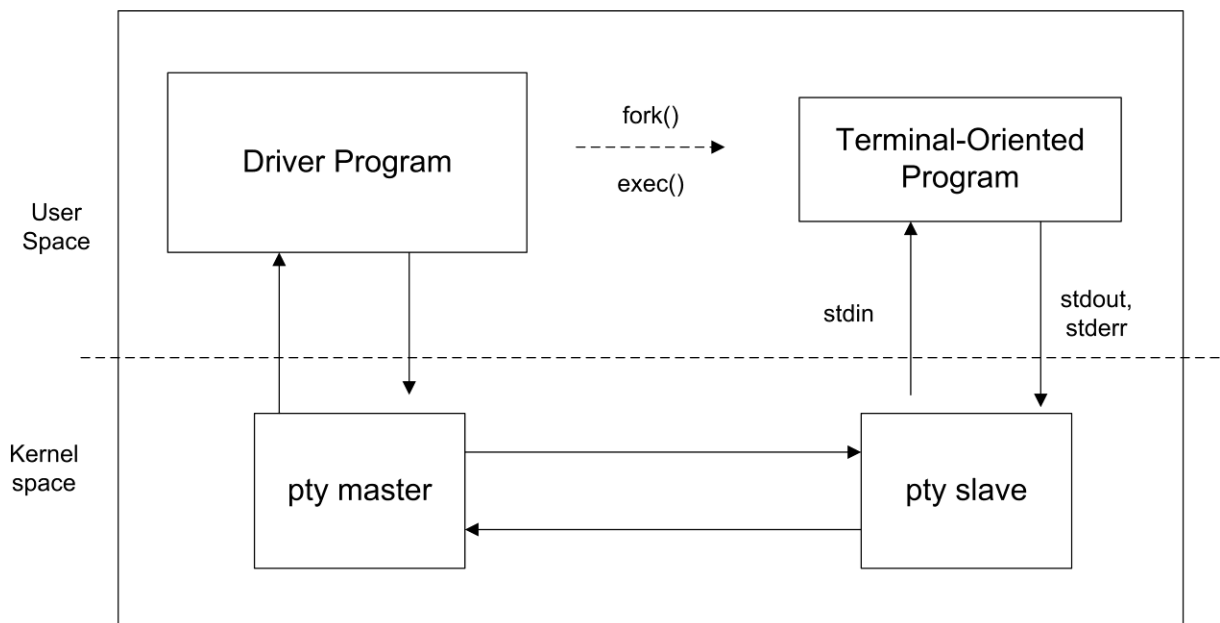 fork()
Driver Program
exec()
Terminal-Oriented
Program
User
Space
stdin
stdout,
stderr
Kernel
space
pty master
pty slave